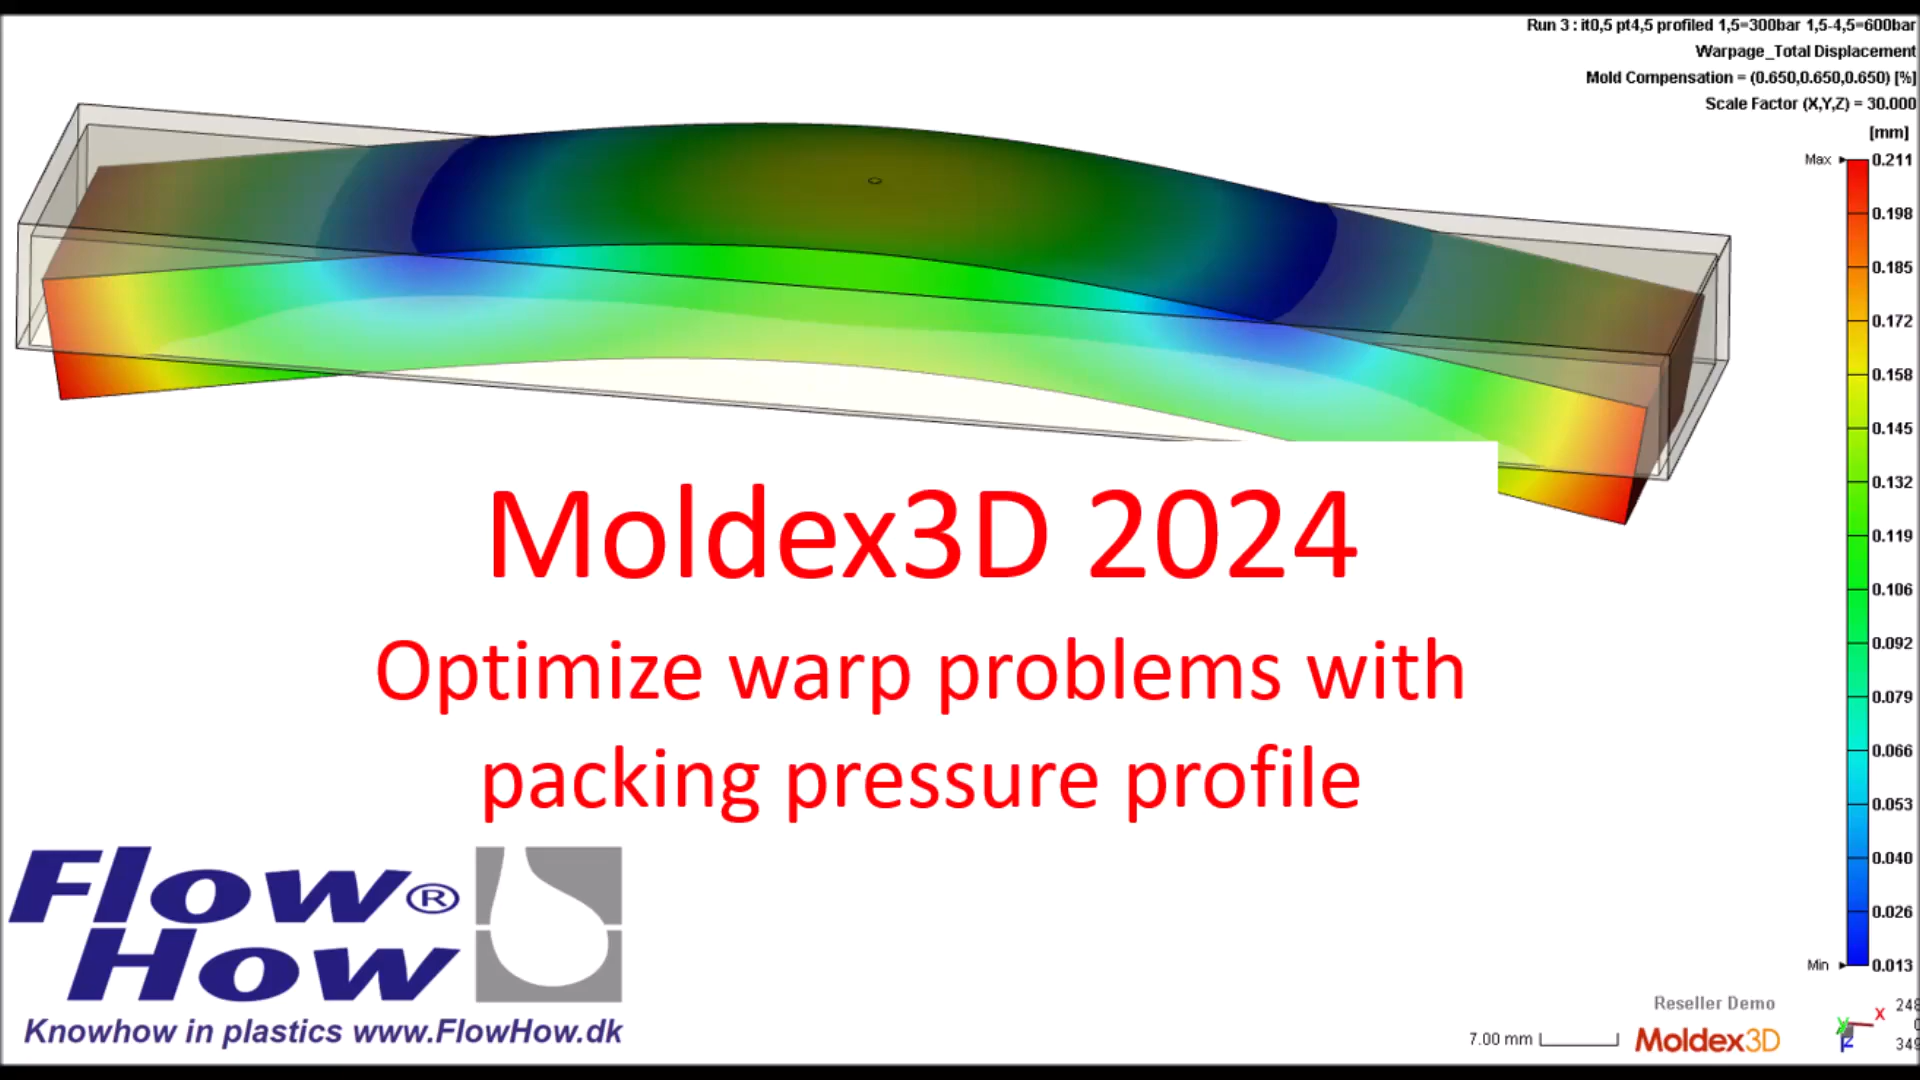 Run 3 : it0,5 pt4,5 profiled 1,5=300bar 1,5-4,5=600bar
Warpage_Total Displacement
Mold Compensation = (0.650,0.650,0.650) [%]
Scale Factor (X,Y,Z) = 30.000
[mm]
Max 0.211
0.198
0.185
0.172
0.158
0.145
0.132
0.119
0.106
0.092
0.079
0.066
0.053
0.040
0.026
Min 0.013
Moldex3D 2024
Optimize warp problems with
packing pressure profile
Flow®
How
Knowhow in plastics www.FlowHow.dk
Reseller Demo
7.00 mm
Moldex3D
X
Y
Z